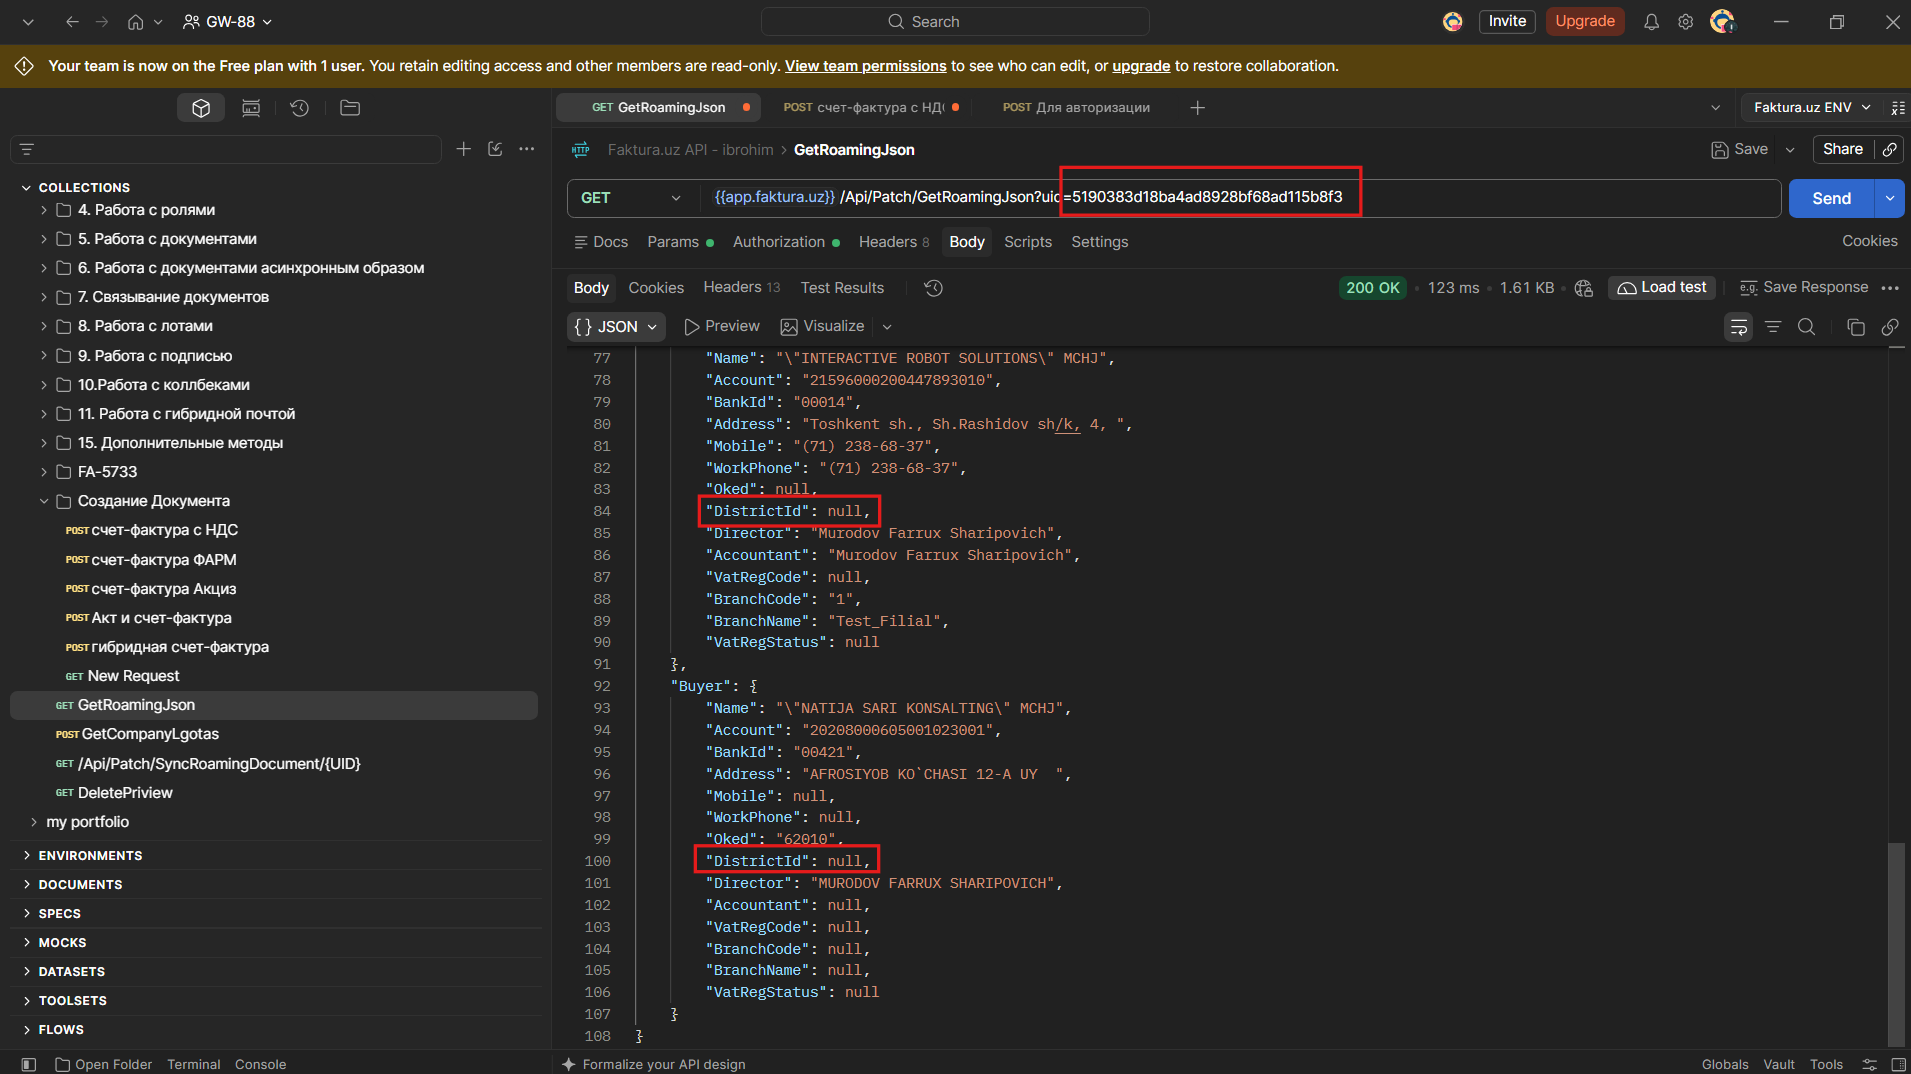 GW-88
Search
Invite
Upgrade
Your team is now on the Free plan with 1 user. You retain editing access and other members are read-only. View team permissions to see who can edit, or upgrade to restore collaboration.
GET GetRoamingJson
POST счет-фактура с НДС
POST Для авторизации
Faktura.uz ENV
COLLECTIONS
4. Работа с ролями
5. Работа с документами
6. Работа с документами асинхронным образом
7. Связывание документов
8. Работа с лотами
9. Работа с подписью
10.Работа с коллбеками
11. Работа с гибридной почтой
15. Дополнительные методы
FA-5733
Создание Документа
POST счет-фактура с НДС
POST счет-фактура ФАРМ
POST счет-фактура Акциз
POST Акт и счет-фактура
POST гибридная счет-фактура
GET New Request
GET GetRoamingJson
POST GetCompanyLgotas
GET /Api/Patch/SyncRoamingDocument/{UID}
GET DeletePriview
my portfolio
ENVIRONMENTS
DOCUMENTS
SPECS
MOCKS
DATASETS
TOOLSETS
FLOWS
HTTP Faktura.uz API - ibrohim > GetRoamingJson
Save
Share
GET {{app.faktura.uz}} /Api/Patch/GetRoamingJson?uid=5190383d18ba4ad8928bf68ad115b8f3
Send
Docs Params Authorization Headers 8 Body Scripts Settings
Cookies
Body Cookies Headers 13 Test Results
200 OK • 123 ms • 1.61 KB
Load test
e.g. Save Response
{} JSON Preview Visualize
77 "Name": "\"INTERACTIVE ROBOT SOLUTIONS\" MCHJ",
78 "Account": "21596000200447893010",
79 "BankId": "00014",
80 "Address": "Toshkent sh., Sh.Rashidov sh/k, 4, ",
81 "Mobile": "(71) 238-68-37",
82 "WorkPhone": "(71) 238-68-37",
83 "Oked": null,
84 "DistrictId": null,
85 "Director": "Murodov Farrux Sharipovich",
86 "Accountant": "Murodov Farrux Sharipovich",
87 "VatRegCode": null,
88 "BranchCode": "1",
89 "BranchName": "Test_Filial",
90 "VatRegStatus": null
91 },
92 "Buyer": {
93 "Name": "\"NATIJA SARI KONSALTING\" MCHJ",
94 "Account": "20208000605001023001",
95 "BankId": "00421",
96 "Address": "AFROSIYOB KO`CHASI 12-A UY  ",
97 "Mobile": null,
98 "WorkPhone": null,
99 "Oked": "62010",
100 "DistrictId": null,
101 "Director": "MURODOV FARRUX SHARIPOVICH",
102 "Accountant": null,
103 "VatRegCode": null,
104 "BranchCode": null,
105 "BranchName": null,
106 "VatRegStatus": null
107 }
108 }
Open Folder Terminal Console
Formalize your API design
Globals Vault Tools